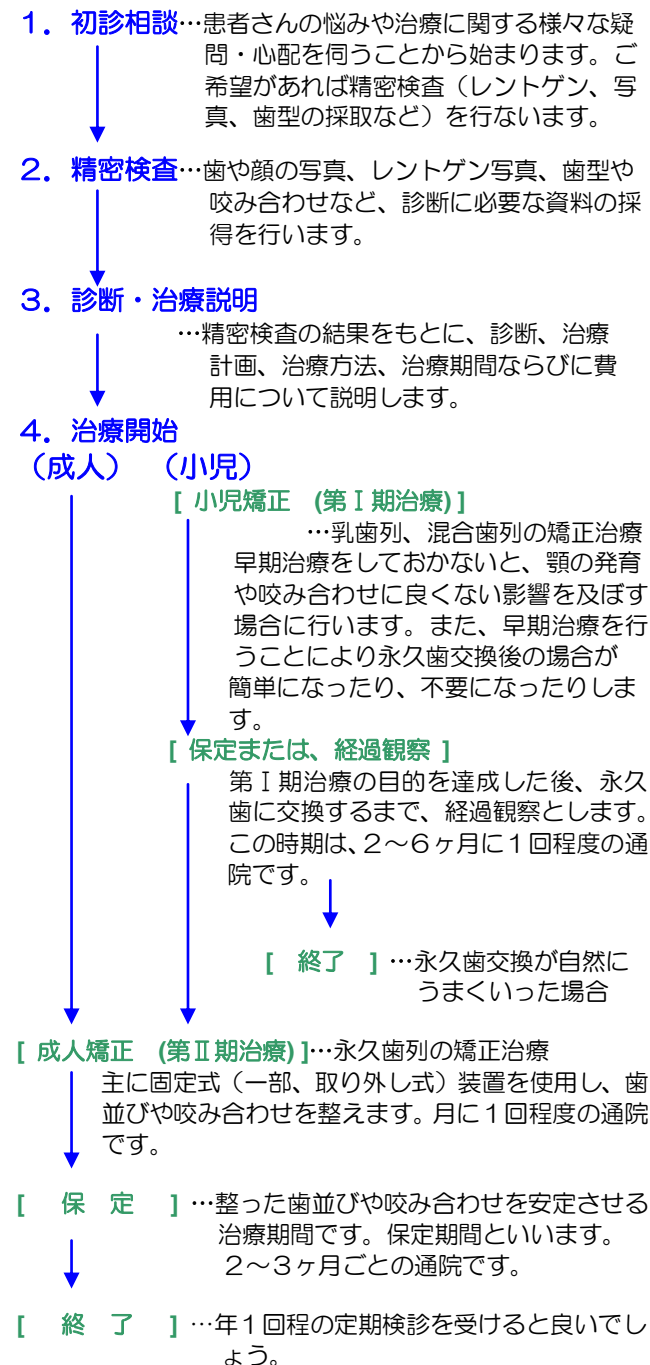 １．初診相談…患者さんの悩みや治療に関する様々な疑
問・心配を伺うことから始まります。ご
希望があれば精密検査（レントゲン、写
真、歯型の採取など）を行ないます。
２．精密検査…歯や顔の写真、レントゲン写真、歯型や
咬み合わせなど、診断に必要な資料の採
得を行います。
３．診断・治療説明
…精密検査の結果をもとに、診断、治療
計画、治療方法、治療期間ならびに費
用について説明します。
４．治療開始
（成人）　（小児）
[ 小児矯正　(第Ⅰ期治療) ]
…乳歯列、混合歯列の矯正治療
早期治療をしておかないと、顎の発育
や咬み合わせに良くない影響を及ぼす
場合に行います。また、早期治療を行
うことにより永久歯交換後の場合が
簡単になったり、不要になったりしま
す。
[ 保定または、経過観察 ]
第Ⅰ期治療の目的を達成した後、永久
歯に交換するまで、経過観察とします。
この時期は、２～６ヶ月に１回程度の通
院です。
[　終了　] …永久歯交換が自然に
うまくいった場合
[ 成人矯正　(第Ⅱ期治療) ]…永久歯列の矯正治療
主に固定式（一部、取り外し式）装置を使用し、歯
並びや咬み合わせを整えます。月に１回程度の通院
です。
[　保　定　] …整った歯並びや咬み合わせを安定させる
治療期間です。保定期間といいます。
２～３ヶ月ごとの通院です。
[　終　了　] …年１回程の定期検診を受けると良いでし
ょう。